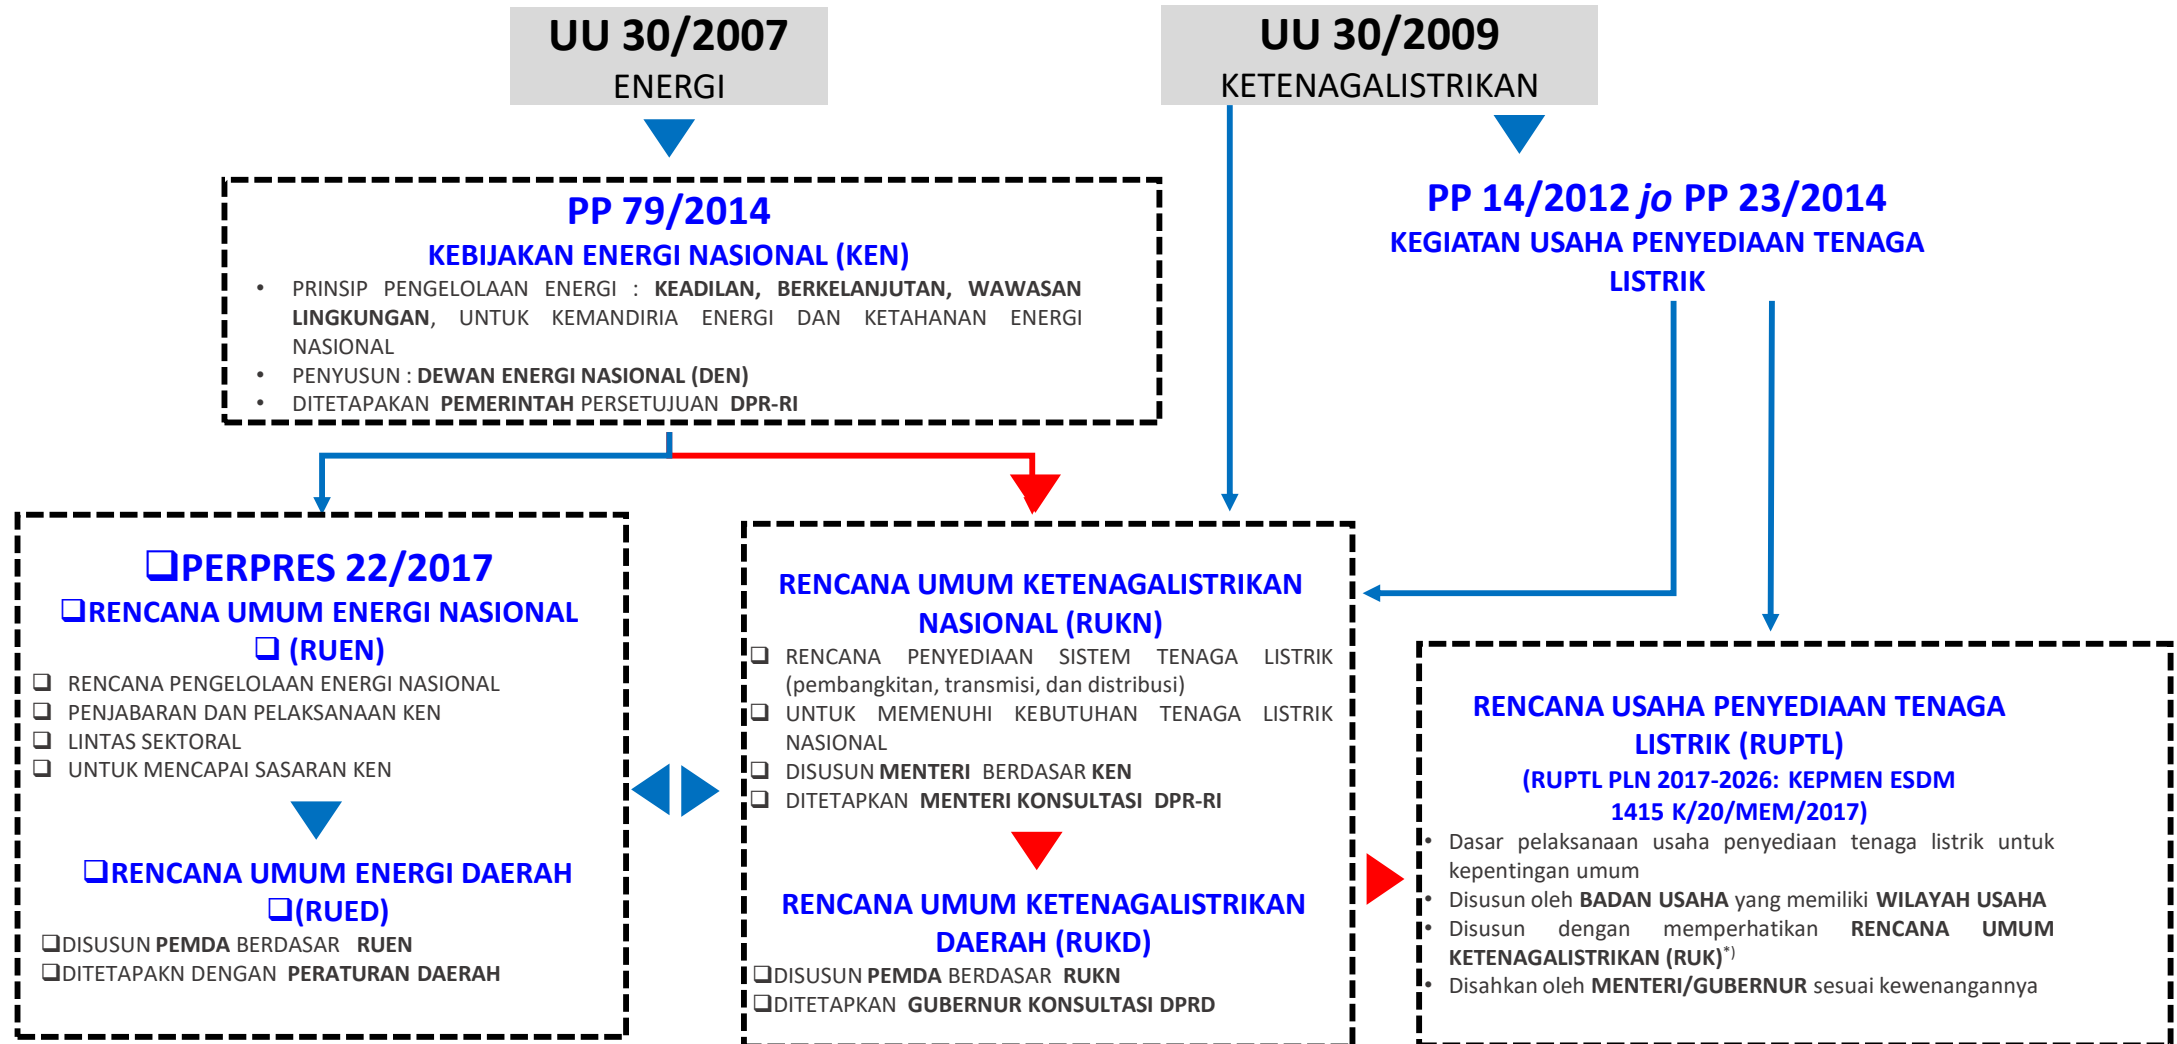 UU 30/2007
ENERGI
UU 30/2009
KETENAGALISTRIKAN
PP 79/2014
KEBIJAKAN ENERGI NASIONAL (KEN)
• PRINSIP PENGELOLAAN ENERGI : KEADILAN, BERKELANJUTAN, WAWASAN
LINGKUNGAN, UNTUK KEMANDIRIA ENERGI DAN KETAHANAN ENERGI
NASIONAL
• PENYUSUN : DEWAN ENERGI NASIONAL (DEN)
• DITETAPAKAN PEMERINTAH PERSETUJUAN DPR-RI
PP 14/2012 jo PP 23/2014
KEGIATAN USAHA PENYEDIAAN TENAGA
LISTRIK
❑PERPRES 22/2017
❑RENCANA UMUM ENERGI NASIONAL
❑ (RUEN)
❑ RENCANA PENGELOLAAN ENERGI NASIONAL
❑ PENJABARAN DAN PELAKSANAAN KEN
❑ LINTAS SEKTORAL
❑ UNTUK MENCAPAI SASARAN KEN
❑RENCANA UMUM ENERGI DAERAH
❑(RUED)
❑DISUSUN PEMDA BERDASAR RUEN
❑DITETAPAKN DENGAN PERATURAN DAERAH
RENCANA UMUM KETENAGALISTRIKAN
NASIONAL (RUKN)
❑ RENCANA PENYEDIAAN SISTEM TENAGA LISTRIK
(pembangkitan, transmisi, dan distribusi)
❑ UNTUK MEMENUHI KEBUTUHAN TENAGA LISTRIK
NASIONAL
❑ DISUSUN MENTERI BERDASAR KEN
❑ DITETAPKAN MENTERI KONSULTASI DPR-RI
RENCANA UMUM KETENAGALISTRIKAN
DAERAH (RUKD)
❑DISUSUN PEMDA BERDASAR RUKN
❑DITETAPKAN GUBERNUR KONSULTASI DPRD
RENCANA USAHA PENYEDIAAN TENAGA
LISTRIK (RUPTL)
(RUPTL PLN 2017-2026: KEPMEN ESDM
1415 K/20/MEM/2017)
• Dasar pelaksanaan usaha penyediaan tenaga listrik untuk
kepentingan umum
• Disusun oleh BADAN USAHA yang memiliki WILAYAH USAHA
• Disusun dengan memperhatikan RENCANA UMUM
KETENAGALISTRIKAN (RUK)*)
• Disahkan oleh MENTERI/GUBERNUR sesuai kewenangannya